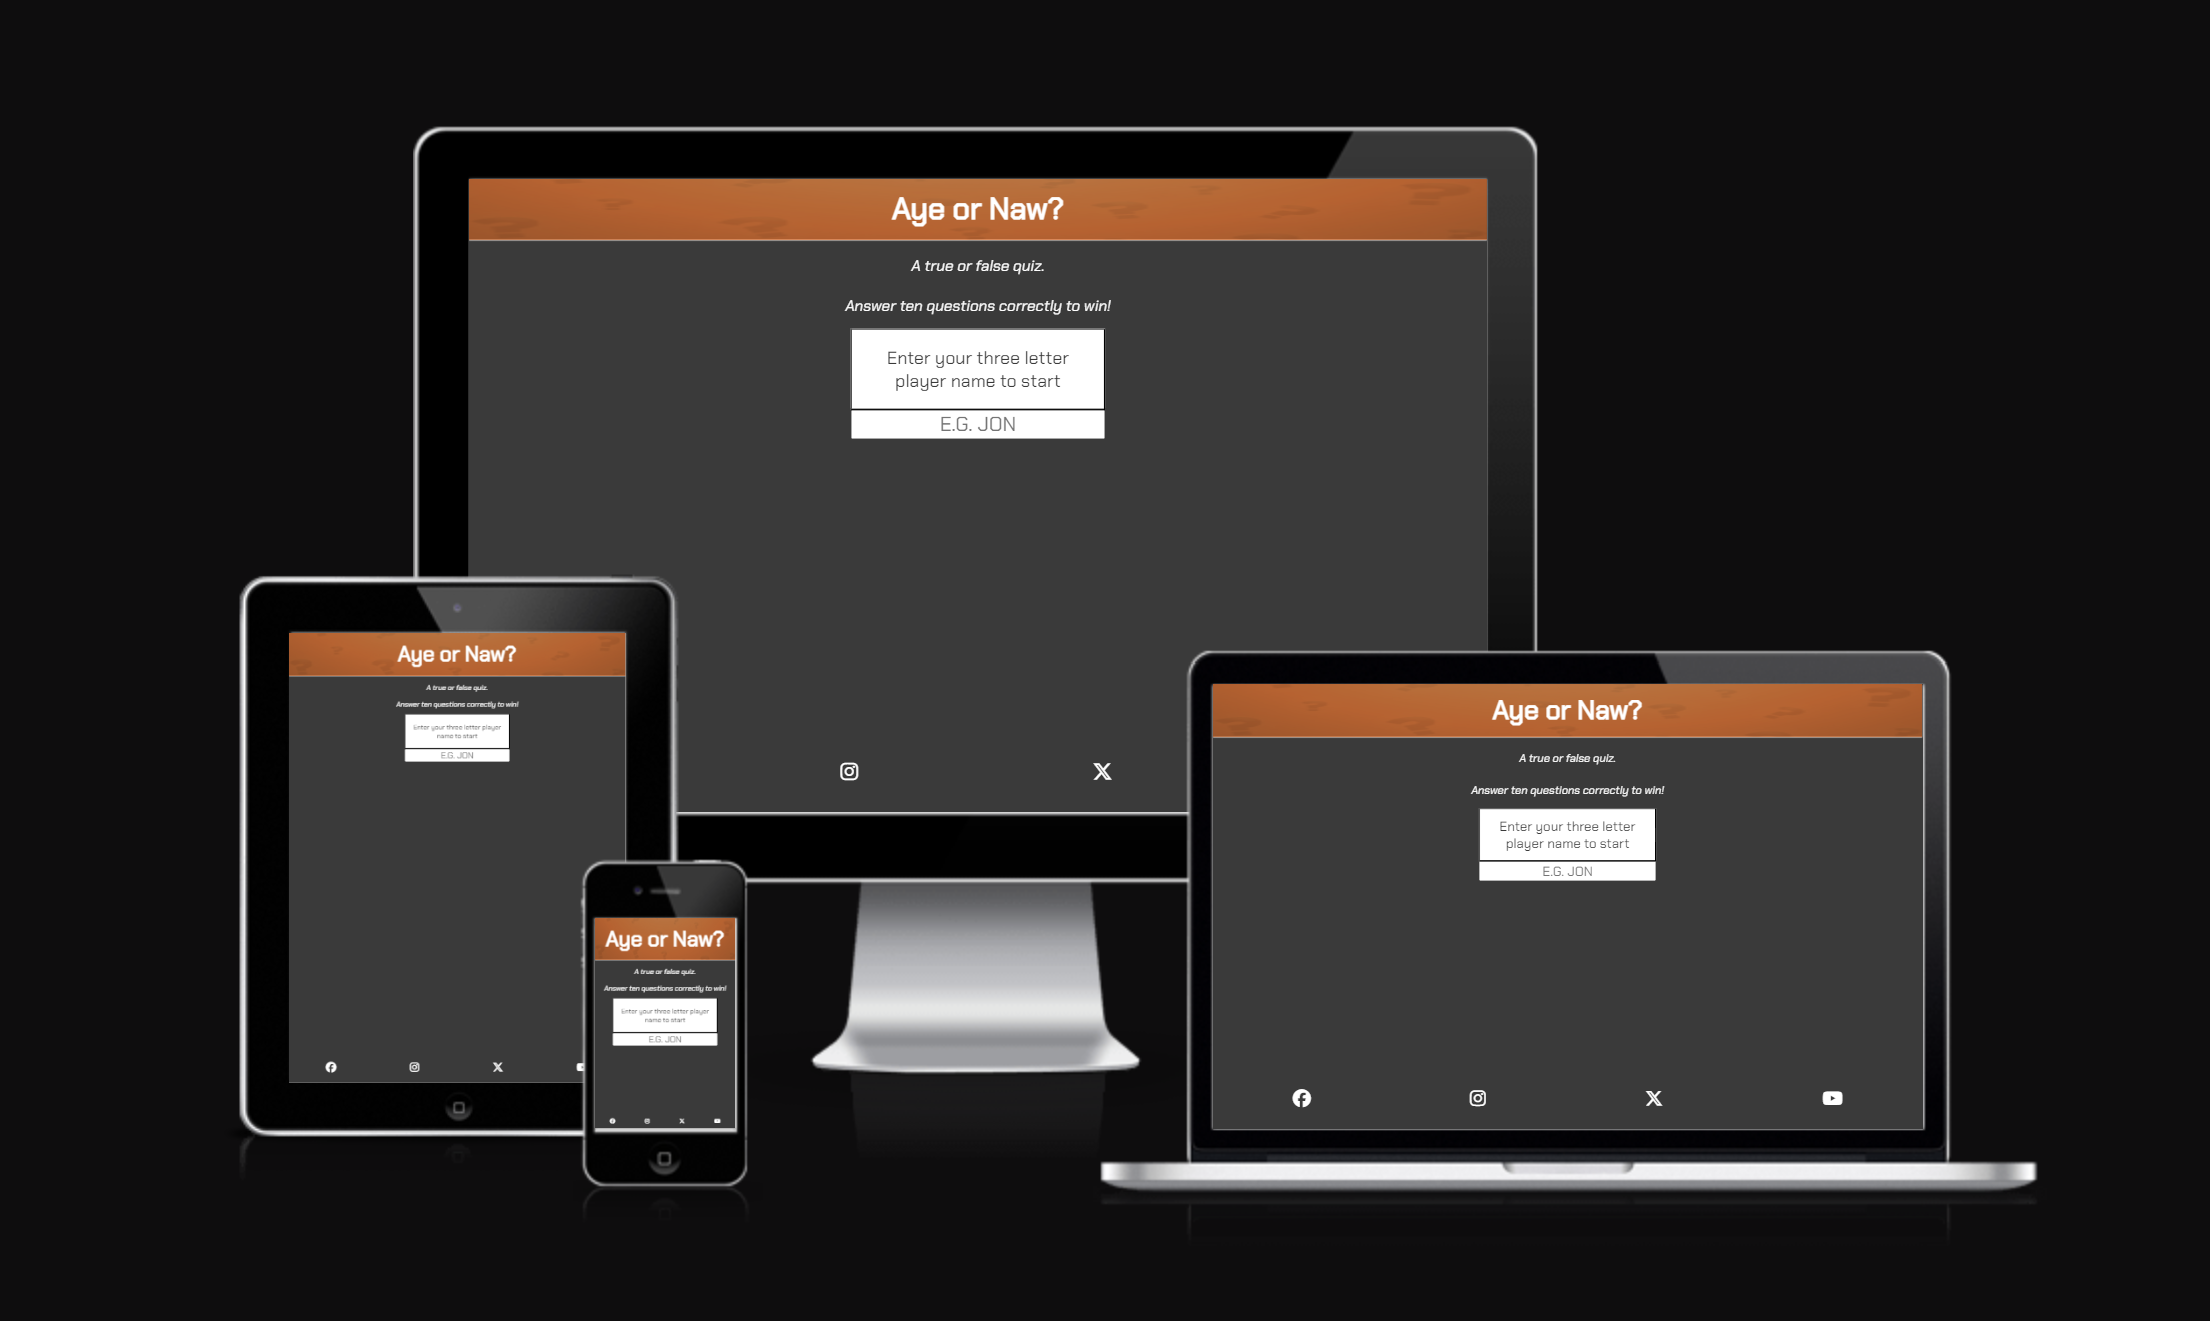 Aye or Naw?
A true or false quiz.
Answer ten questions correctly to win!
Enter your three letter
player name to start
E.G. JON
Aye or Naw?
A true or false quiz.
Answer ten questions correctly to win!
Enter your three letter player
name to start
E.G. JON
Aye or Naw?
A true or false quiz.
Answer ten questions correctly to win!
Enter your three letter player
name to start
E.G. JON
Aye or Naw?
A true or false quiz.
Answer ten questions correctly to win!
Enter your three letter
player name to start
E.G. JON